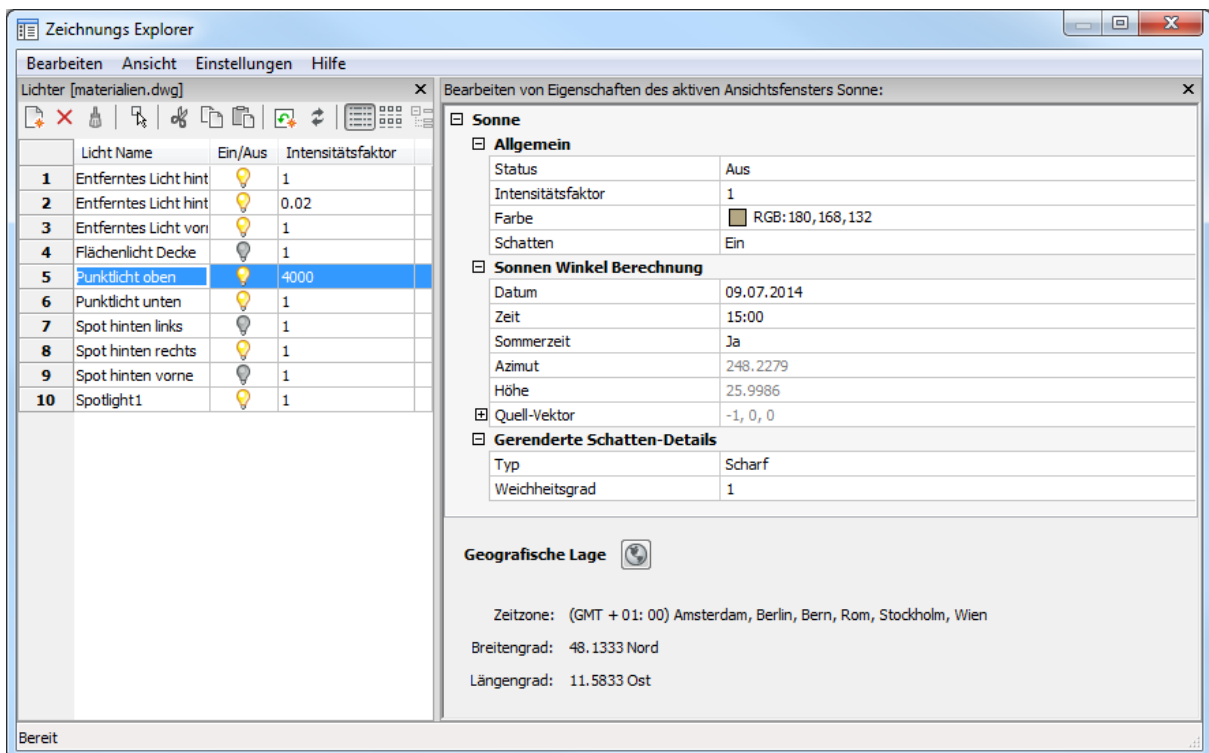 Zeichnungs Explorer
Bearbeiten Ansicht Einstellungen Hilfe
Lichter [materialien.dwg]
Licht Name Ein/Aus Intensitätsfaktor
1 Entferntes Licht hint 1
2 Entferntes Licht hint 0.02
3 Entferntes Licht vorn 1
4 Flächenlicht Decke 1
5 Punktlicht oben 4000
6 Punktlicht unten 1
7 Spot hinten links 1
8 Spot hinten rechts 1
9 Spot hinten vorne 1
10 Spotlight1 1
Bearbeiten von Eigenschaften des aktiven Ansichtsfensters Sonne:
Sonne
Allgemein
Status Aus
Intensitätsfaktor 1
Farbe RGB:180,168,132
Schatten Ein
Sonnen Winkel Berechnung
Datum 09.07.2014
Zeit 15:00
Sommerzeit Ja
Azimut 248.2279
Höhe 25.9986
Quell-Vektor -1, 0, 0
Gerenderte Schatten-Details
Typ Scharf
Weichheitsgrad 1
Geografische Lage
Zeitzone: (GMT + 01: 00) Amsterdam, Berlin, Bern, Rom, Stockholm, Wien
Breitengrad: 48.1333 Nord
Längengrad: 11.5833 Ost
Bereit